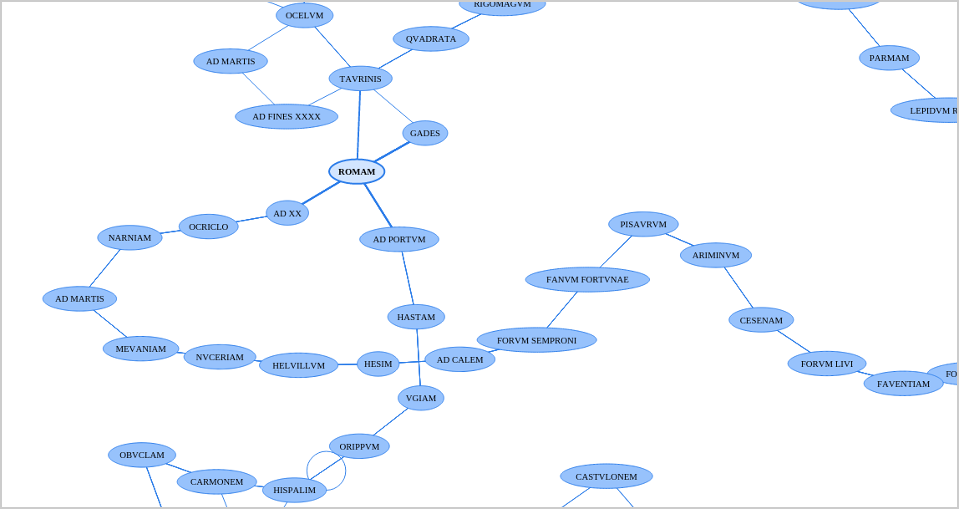 RIGOMAGVM
OCELVM
QVADRATA
AD MARTIS
PARMAM
TAVRINIS
LEPIDVM R
AD FINES XXXX
GADES
ROMAM
AD XX
OCRICLO
PISAVRVM
NARNIAM
AD PORTVM
ARIMINVM
FANVM FORTVNAE
AD MARTIS
HASTAM
CESENAM
FORVM SEMPRONI
MEVANIAM
NVCERIAM
AD CALEM
HELVILLVM
HESIM
FORVM LIVI
FO
FAVENTIAM
VGIAM
ORIPPVM
OBVCLAM
CASTVLONEM
CARMONEM
HISPALIM